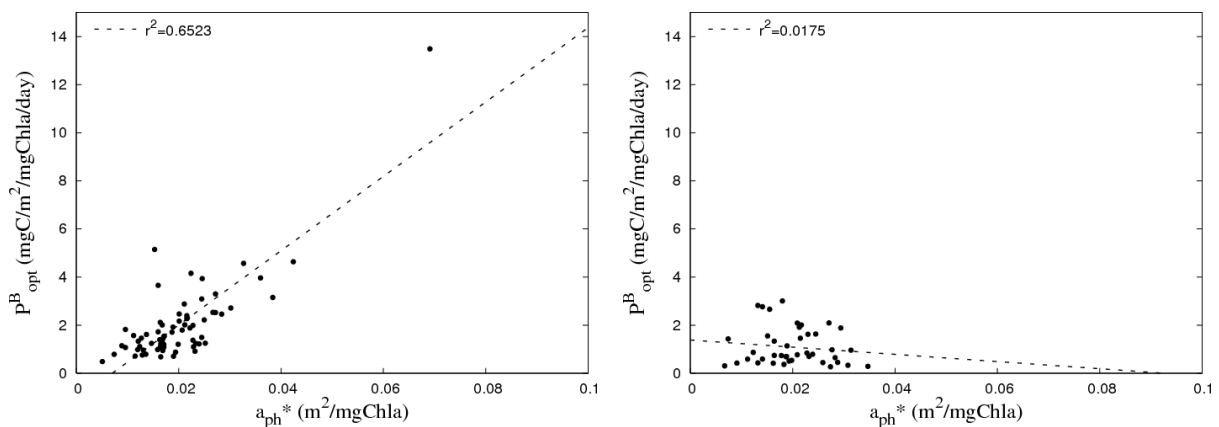 r²=0.6523
14
12
10
8
6
4
2
0
P^B_opt (mgC/m²/mgChla/day)
0 0.02 0.04 0.06 0.08 0.1
a_ph* (m²/mgChla)
r²=0.0175
14
12
10
8
6
4
2
0
P^B_opt (mgC/m²/mgChla/day)
0 0.02 0.04 0.06 0.08 0.1
a_ph* (m²/mgChla)